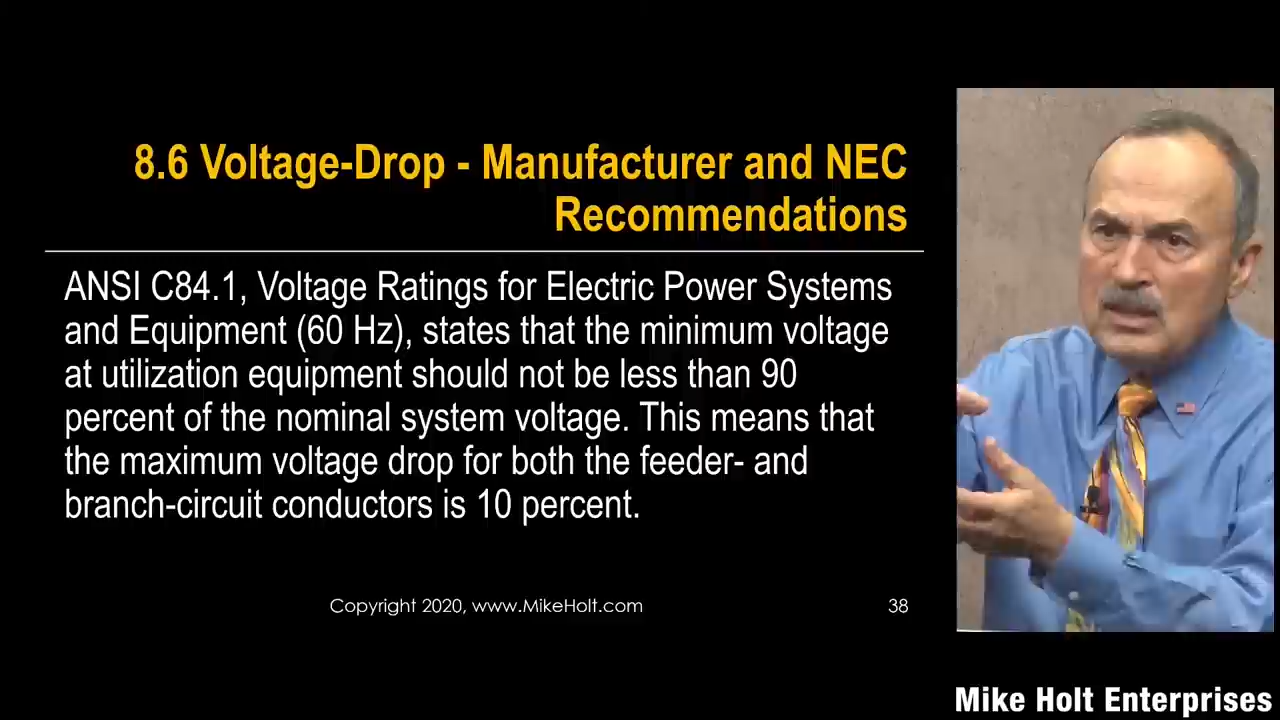 8.6 Voltage-Drop - Manufacturer and NEC
Recommendations
ANSI C84.1, Voltage Ratings for Electric Power Systems
and Equipment (60 Hz), states that the minimum voltage
at utilization equipment should not be less than 90
percent of the nominal system voltage. This means that
the maximum voltage drop for both the feeder- and
branch-circuit conductors is 10 percent.
Copyright 2020, www.MikeHolt.com
38
Mike Holt Enterprises